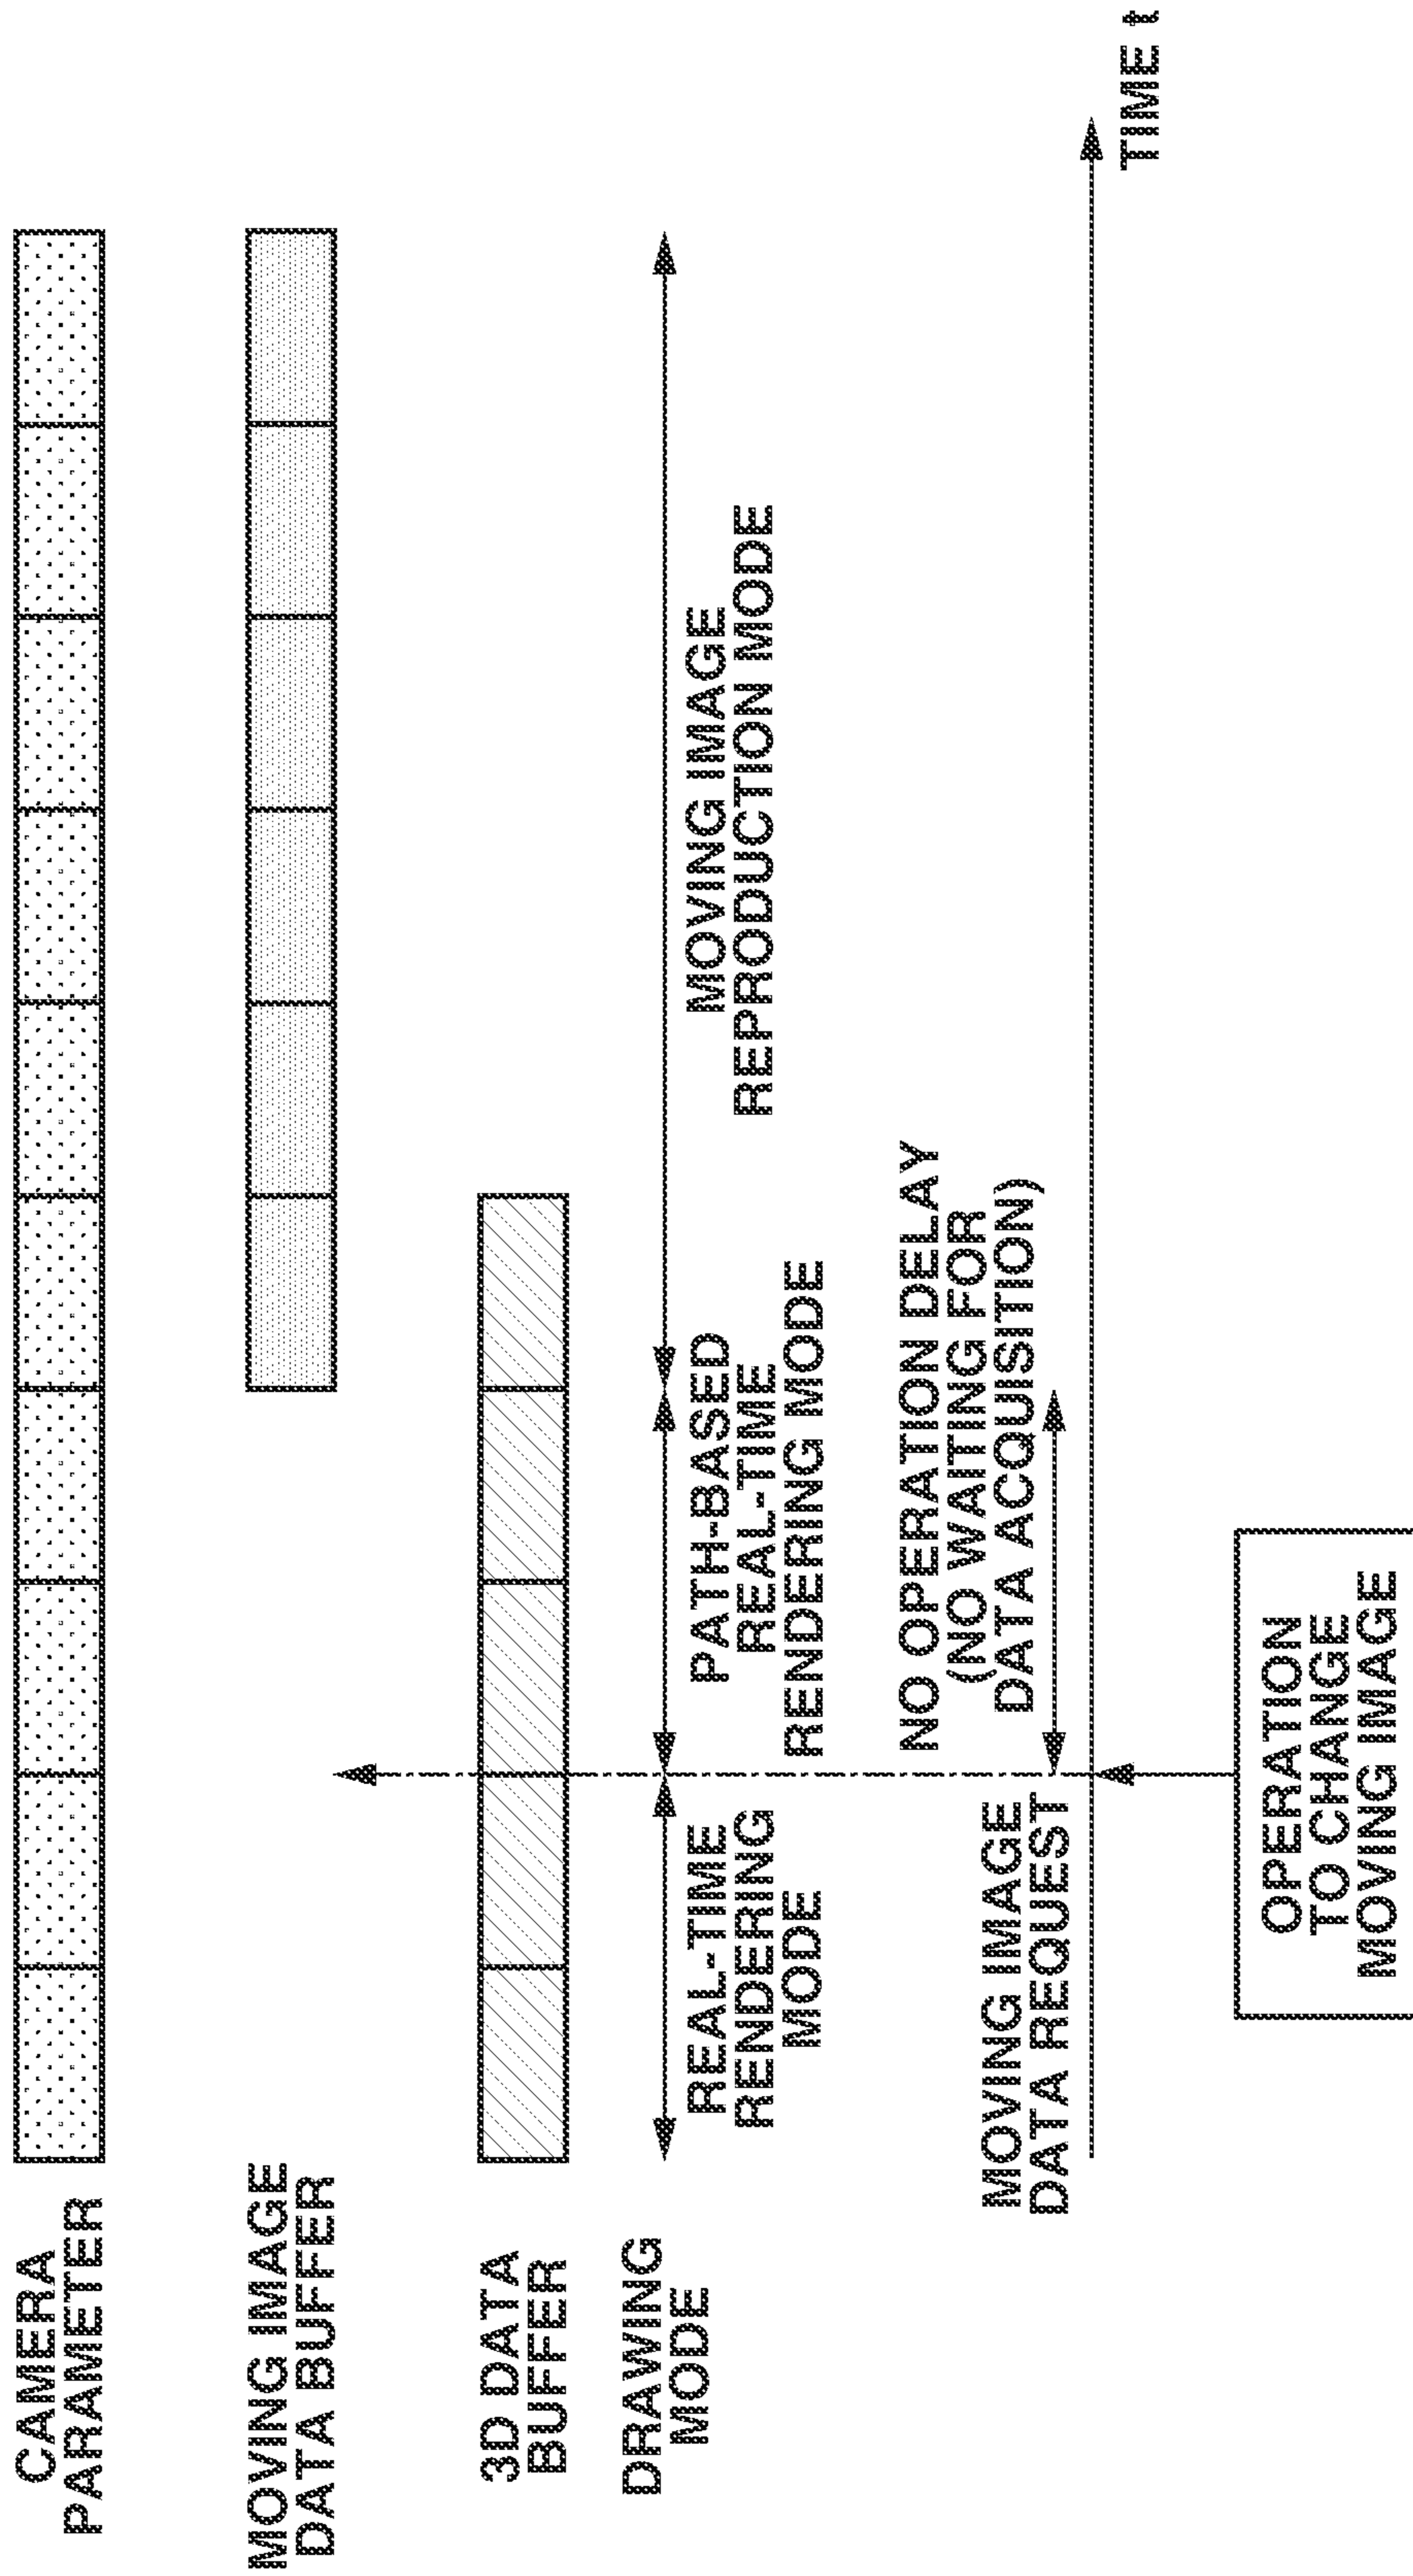 CAMERA
PARAMETER
MOVING IMAGE
DATA BUFFER
3D DATA
BUFFER
DRAWING
MODE
REAL-TIME
RENDERING
MODE
PATH-BASED
REAL-TIME
RENDERING MODE
MOVING IMAGE
REPRODUCTION MODE
NO OPERATION DELAY
(NO WAITING FOR
DATA ACQUISITION)
MOVING IMAGE
DATA REQUEST
TIME t
OPERATION
TO CHANGE
MOVING IMAGE